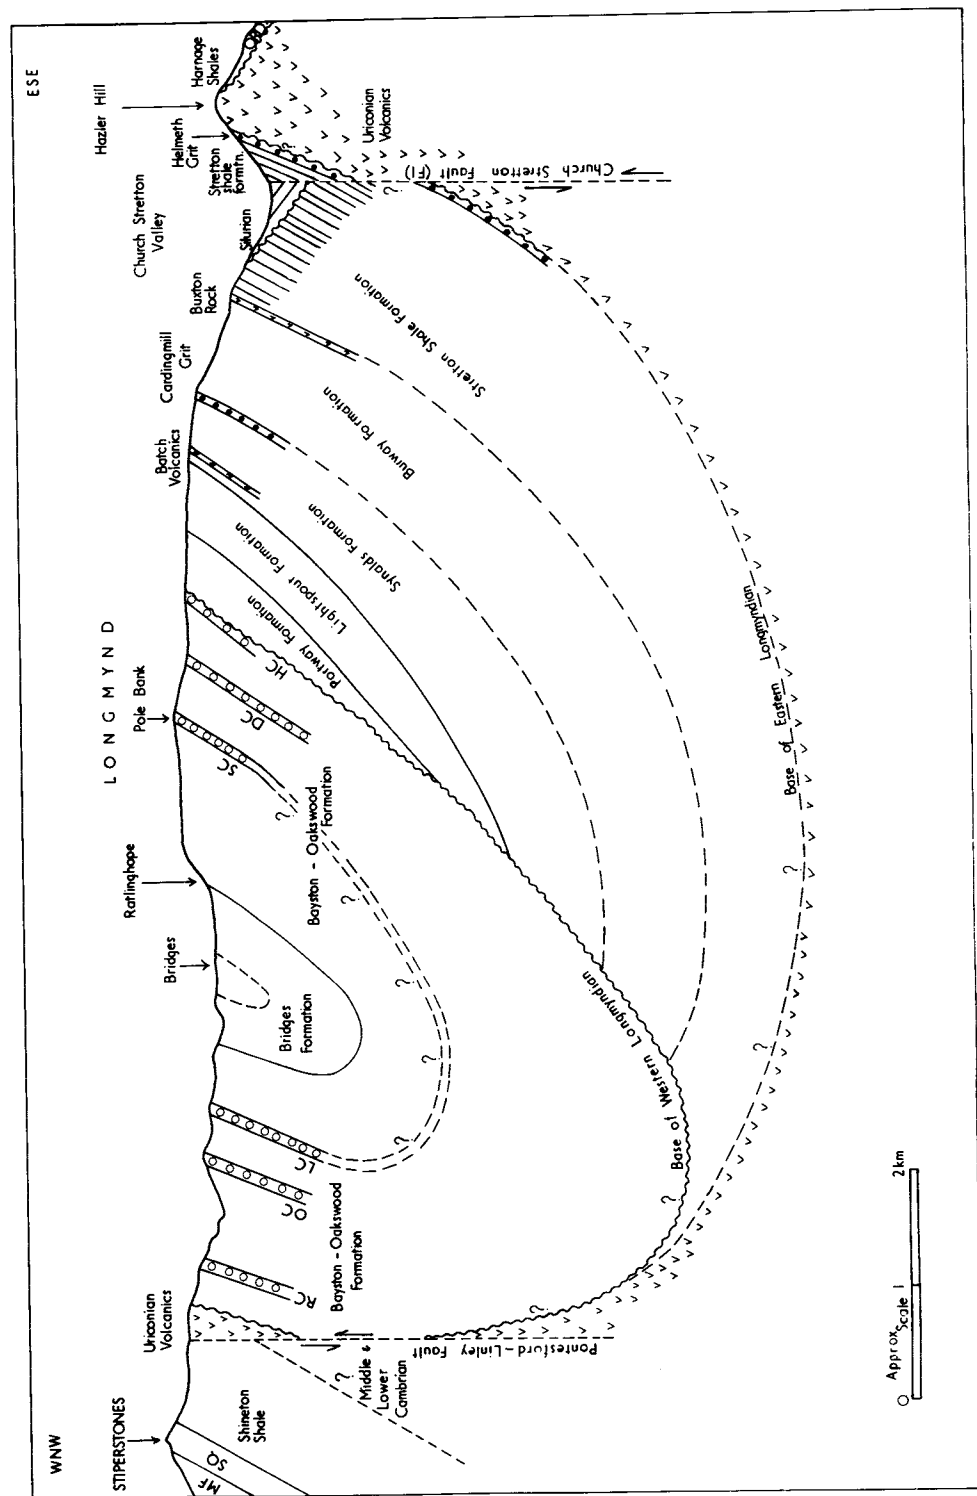 WNW
ESE
STIPERSTONES
Uriconian
Volcanics
Bridges
Ratlinghope
LONGMYND
Pole Bank
Batch
Volcanics
Cardingmill
Grit
Buxton
Rock
Church Stretton
Valley
Silurian
Stretton
shale
formtn.
Helmeth
Grit
Hazler Hill
Harnage
Shales
MF
SQ
Shineton
Shale
?
Middle &
Lower
Cambrian
Pontesford-Linley Fault
RC
OC
LC
Bayston - Oakswood
Formation
Bridges
Formation
?
?
?
?
?
Bayston - Oakswood
Formation
SC
DC
HC
Portway Formation
Lightspout Formation
Synalds Formation
Burway Formation
Stretton Shale Formation
?
?
Uriconian
Volcanics
Church Stretton Fault (F1)
?
?
Base of Western Longmyndian
?
?
Base of Eastern Longmyndian
O Approx Scale 1 2km